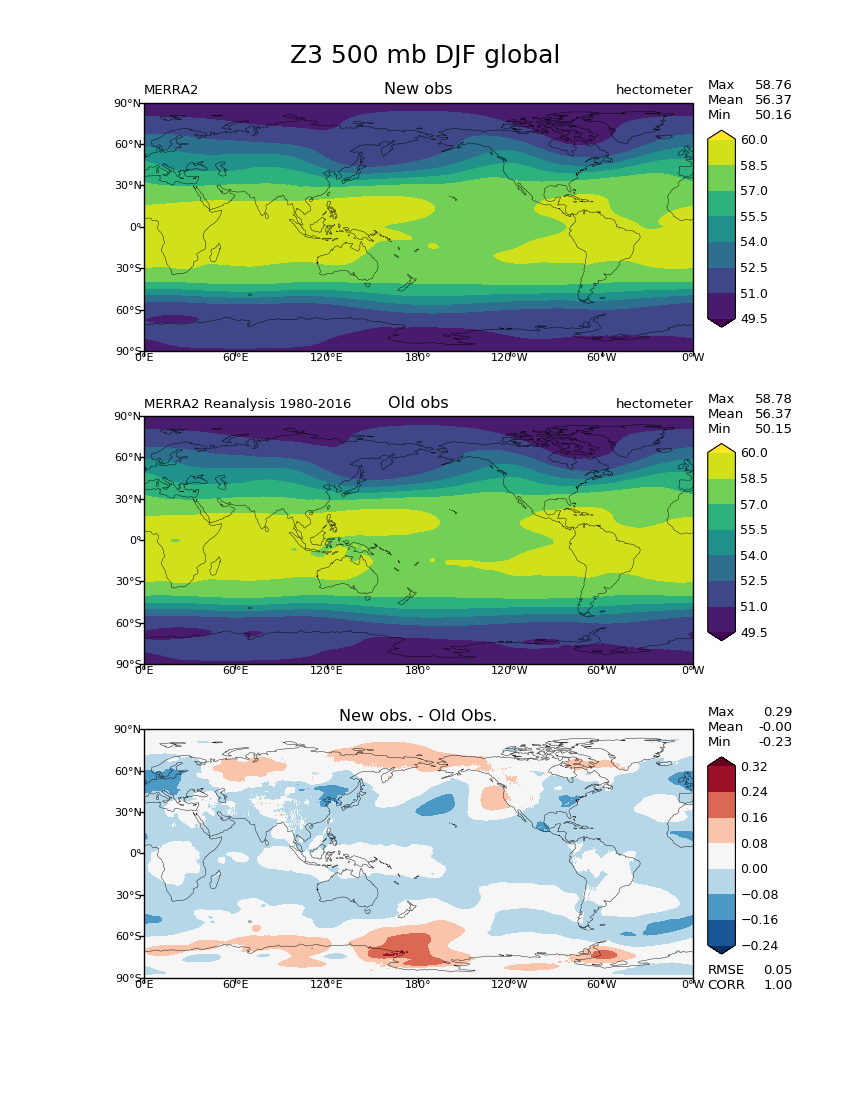 Z3 500 mb DJF global
MERRA2 New obs hectometer
Max 58.76
Mean 56.37
Min 50.16
90°N
60°N
30°N
0°
30°S
60°S
90°S
0°E 60°E 120°E 180° 120°W 60°W 0°W
60.0
58.5
57.0
55.5
54.0
52.5
51.0
49.5
MERRA2 Reanalysis 1980-2016 Old obs hectometer
Max 58.78
Mean 56.37
Min 50.15
90°N
60°N
30°N
0°
30°S
60°S
90°S
0°E 60°E 120°E 180° 120°W 60°W 0°W
60.0
58.5
57.0
55.5
54.0
52.5
51.0
49.5
New obs. - Old Obs.
Max 0.29
Mean -0.00
Min -0.23
90°N
60°N
30°N
0°
30°S
60°S
90°S
0°E 60°E 120°E 180° 120°W 60°W 0°W
0.32
0.24
0.16
0.08
0.00
−0.08
−0.16
−0.24
RMSE 0.05
CORR 1.00